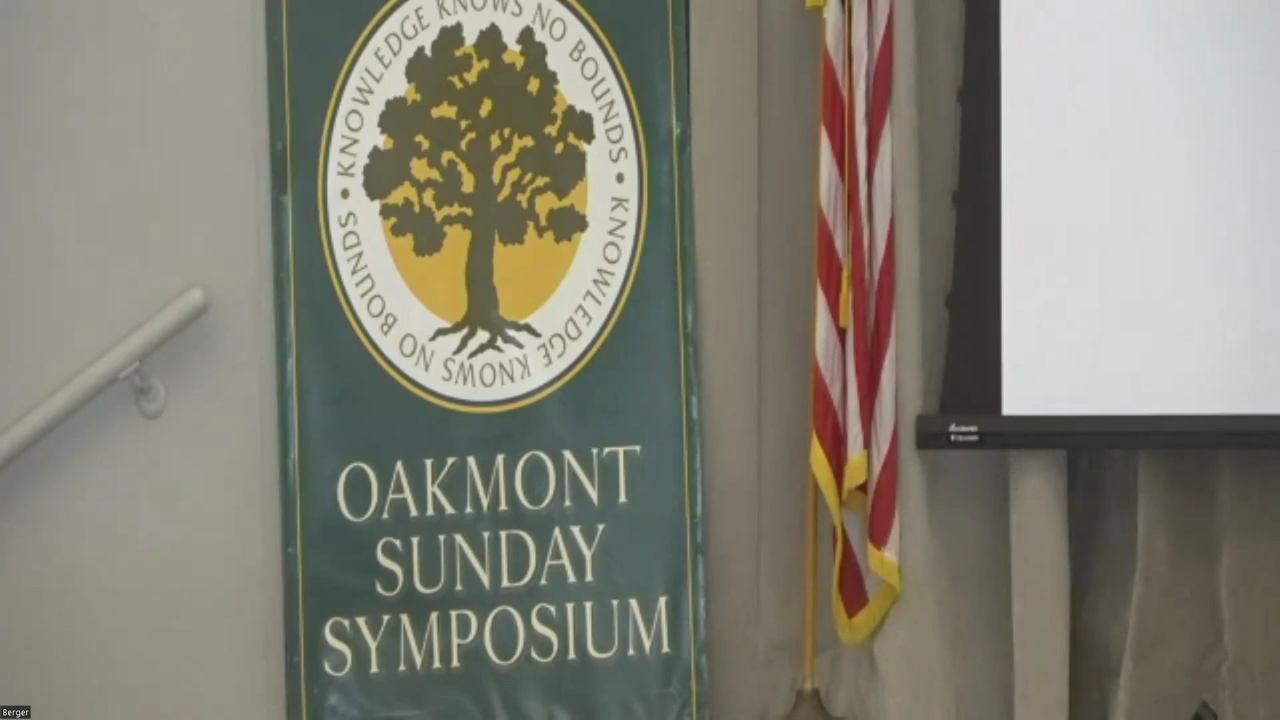 KNOWLEDGE KNOWS NO BOUNDS • KNOWLEDGE KNOWS NO BOUNDS •
OAKMONT
SUNDAY
SYMPOSIUM
Berger